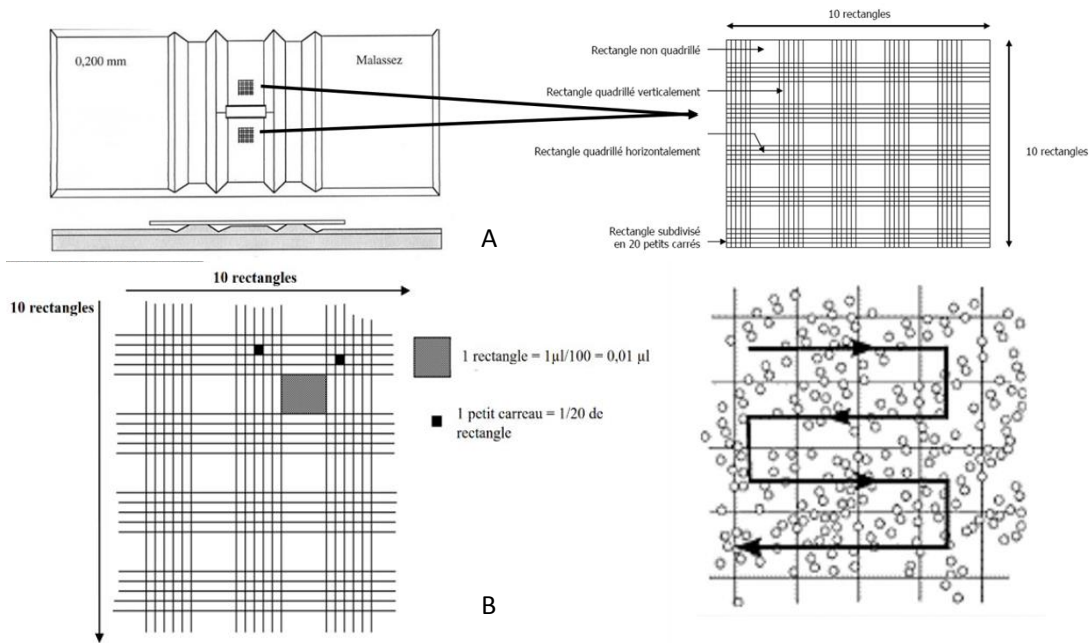 0,200 mm
Malassez
10 rectangles
Rectangle non quadrillé
Rectangle quadrillé verticalement
Rectangle quadrillé horizontalement
10 rectangles
Rectangle subdivisé
en 20 petits carrés
A
10 rectangles
10 rectangles
1 rectangle = 1µl/100 = 0,01 µl
1 petit carreau = 1/20 de
rectangle
B